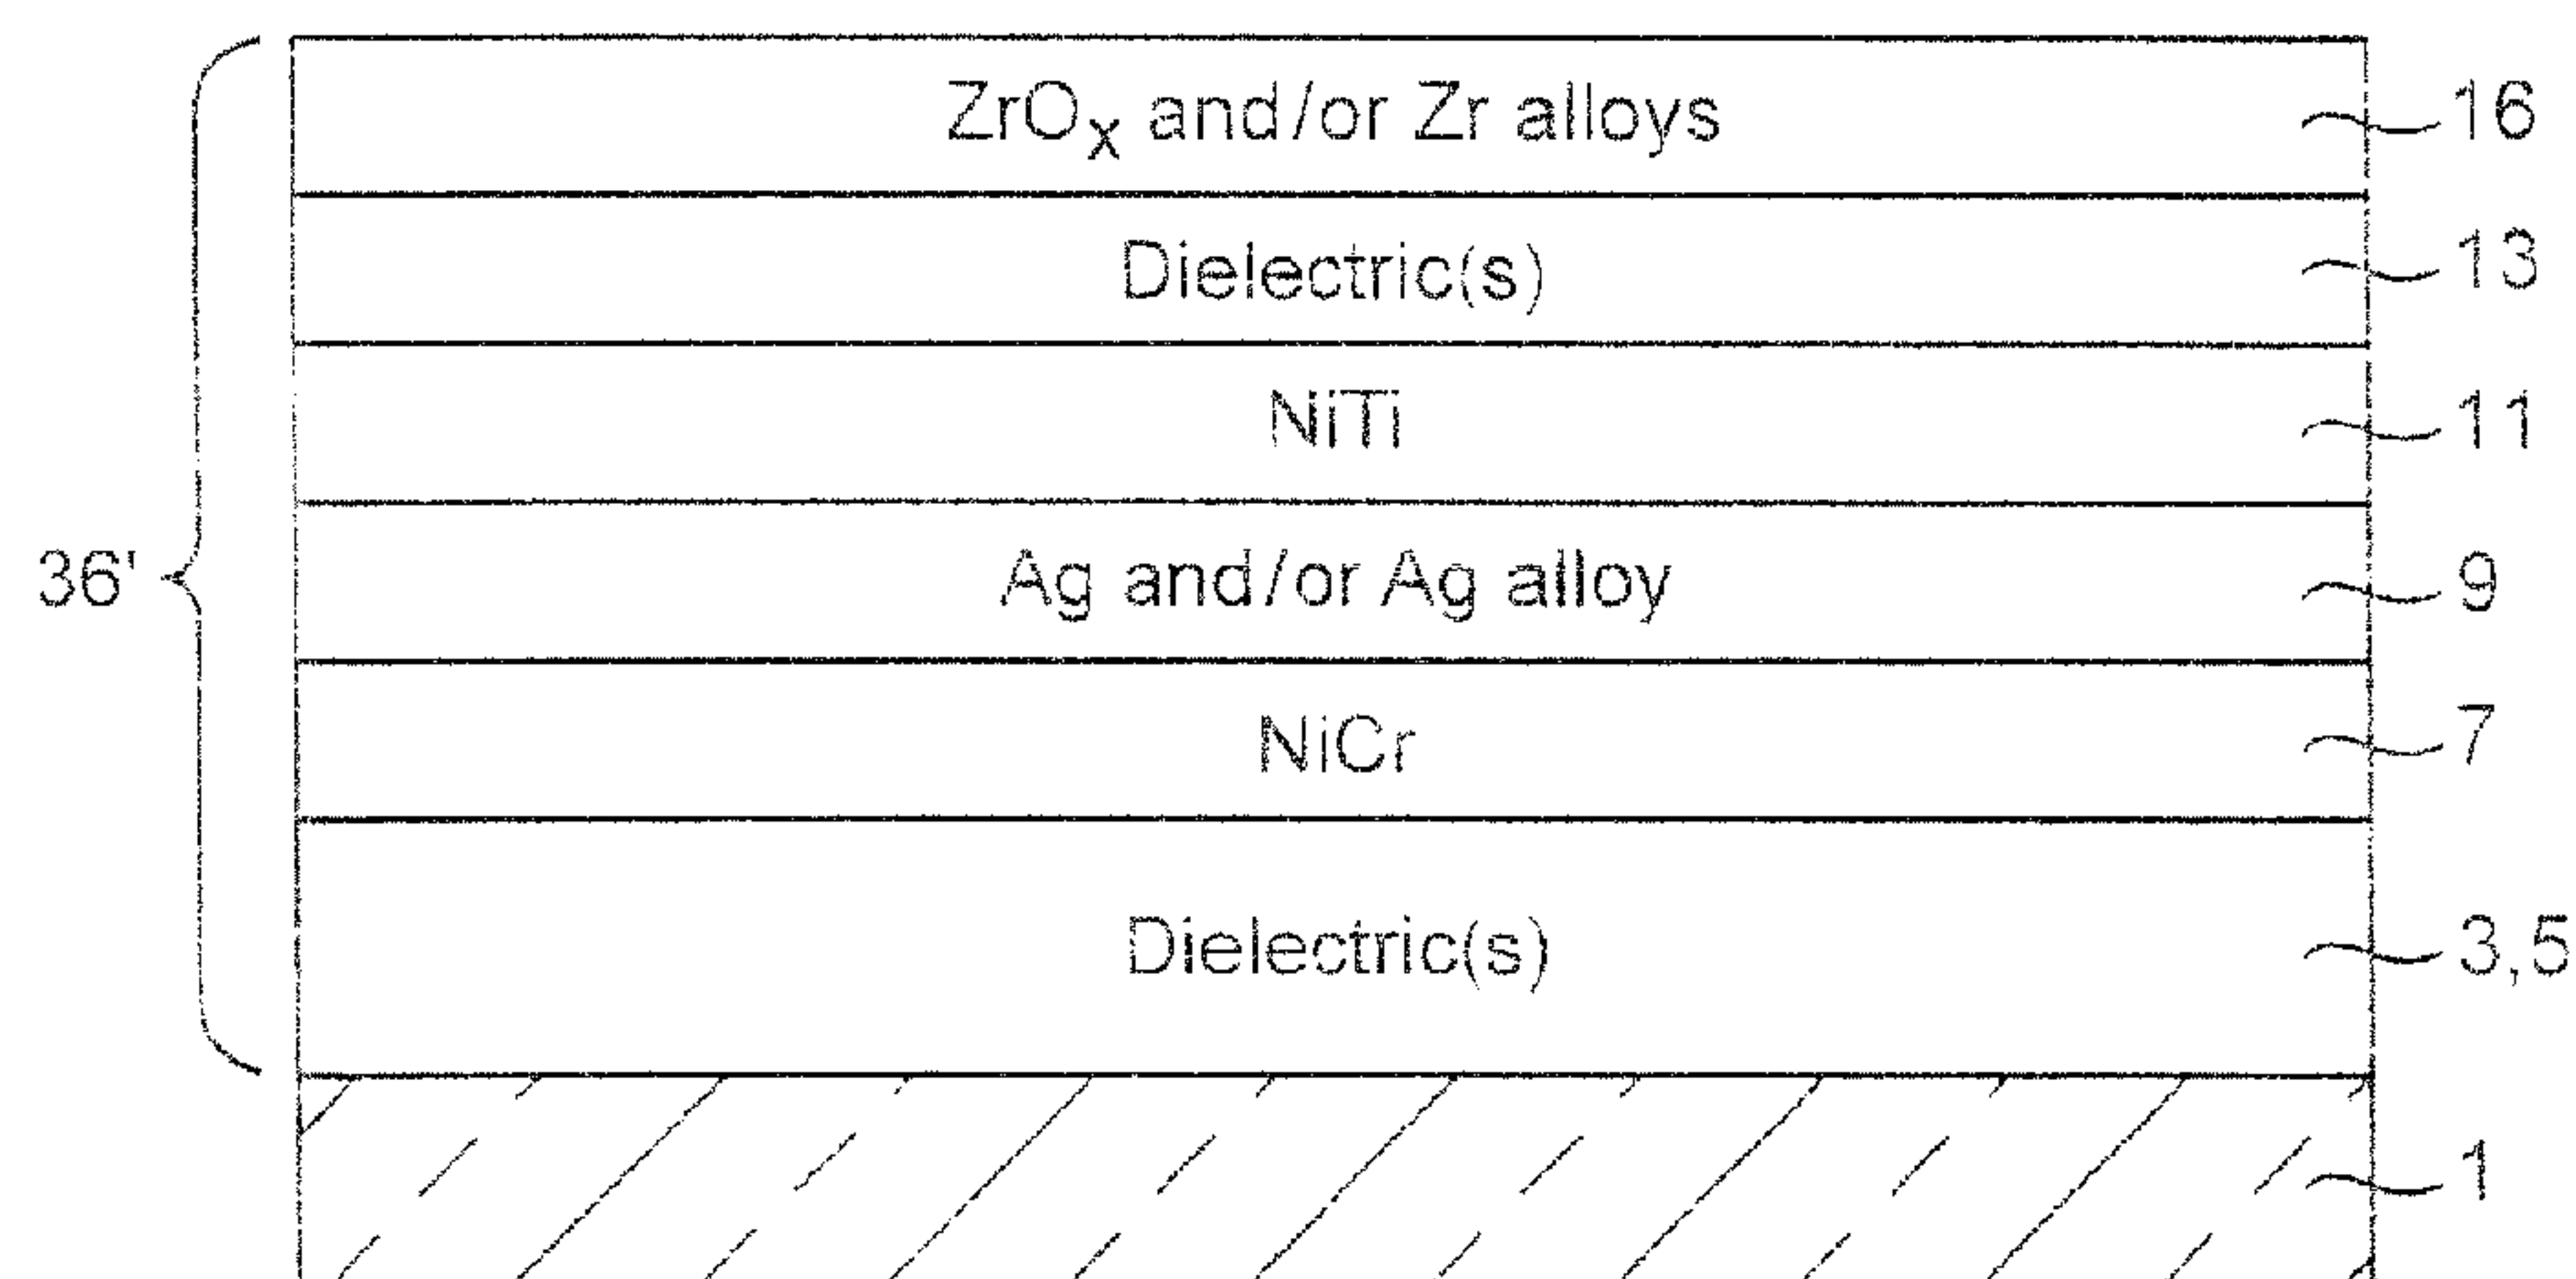 ZrOx and/or Zr alloys 16
Dielectric(s) 13
NiTi 11
36' Ag and/or Ag alloy 9
NiCr 7
Dielectric(s) 3,5
1